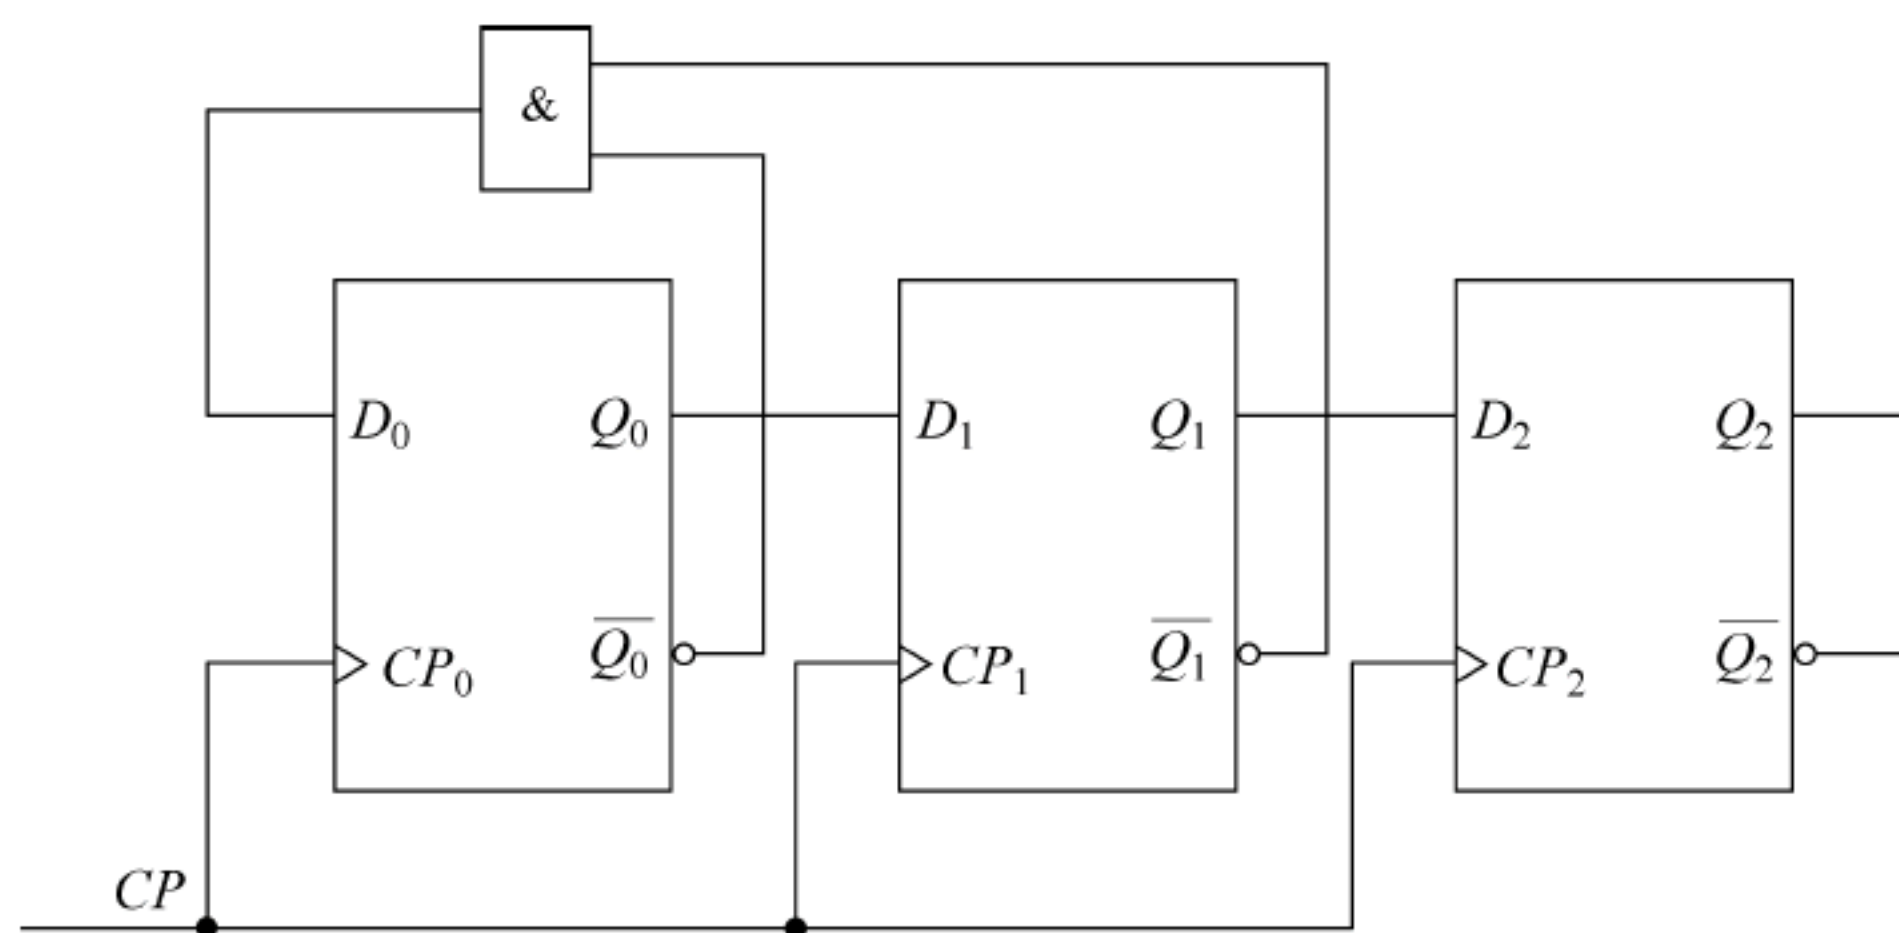 &
D₀ Q₀ D₁ Q₁ D₂ Q₂
CP₀ Q̅₀ CP₁ Q̅₁ CP₂ Q̅₂
CP